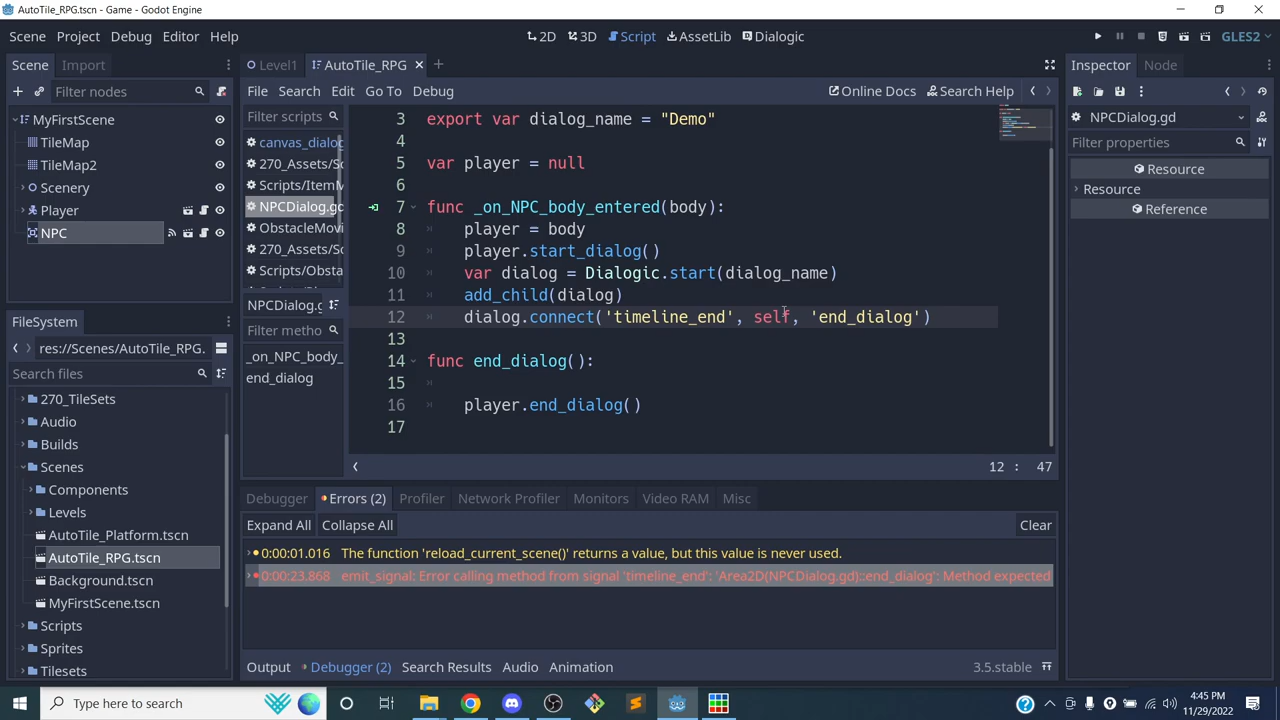 AutoTile_RPG.tscn - Game - Godot Engine
Scene Project Debug Editor Help
2D 3D Script AssetLib Dialogic
GLES2
Scene Import
Filter nodes
MyFirstScene
TileMap
TileMap2
Scenery
Player
NPC
FileSystem
res://Scenes/AutoTile_RPG.
Search files
270_TileSets
Audio
Builds
Scenes
Components
Levels
AutoTile_Platform.tscn
AutoTile_RPG.tscn
Background.tscn
MyFirstScene.tscn
Scripts
Sprites
Tilesets
Level1 AutoTile_RPG
File Search Edit Go To Debug
Online Docs Search Help
Filter scripts
canvas_dialog
270_Assets/Sc
Scripts/ItemM
NPCDialog.gd
ObstacleMovi
270_Assets/Sc
Scripts/Obsta
NPCDialog.g
Filter metho
_on_NPC_body_
end_dialog
3 export var dialog_name = "Demo"
4
5 var player = null
6
7 func _on_NPC_body_entered(body):
8 player = body
9 player.start_dialog()
10 var dialog = Dialogic.start(dialog_name)
11 add_child(dialog)
12 dialog.connect('timeline_end', self, 'end_dialog')
13
14 func end_dialog():
15
16 player.end_dialog()
17
12 : 47
Debugger Errors (2) Profiler Network Profiler Monitors Video RAM Misc
Expand All Collapse All Clear
0:00:01.016 The function 'reload_current_scene()' returns a value, but this value is never used.
0:00:23.868 emit_signal: Error calling method from signal 'timeline_end': 'Area2D(NPCDialog.gd)::end_dialog': Method expected
Output Debugger (2) Search Results Audio Animation
3.5.stable
Inspector Node
NPCDialog.gd
Filter properties
Resource
Resource
Reference
Type here to search
4:45 PM
11/29/2022